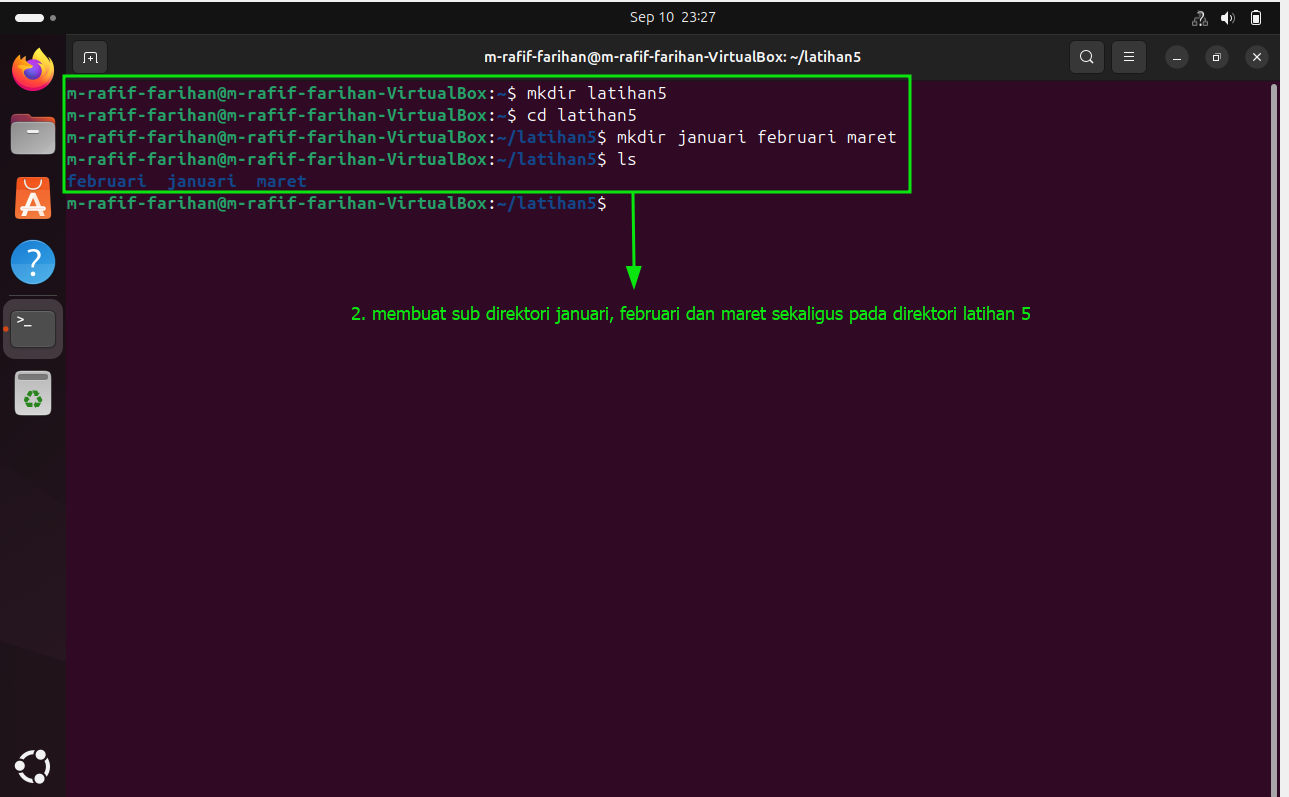 Sep 10 23:27
m-rafif-farihan@m-rafif-farihan-VirtualBox: ~/latihan5
m-rafif-farihan@m-rafif-farihan-VirtualBox:~$ mkdir latihan5
m-rafif-farihan@m-rafif-farihan-VirtualBox:~$ cd latihan5
m-rafif-farihan@m-rafif-farihan-VirtualBox:~/latihan5$ mkdir januari februari maret
m-rafif-farihan@m-rafif-farihan-VirtualBox:~/latihan5$ ls
februari januari maret
m-rafif-farihan@m-rafif-farihan-VirtualBox:~/latihan5$
2. membuat sub direktori januari, februari dan maret sekaligus pada direktori latihan 5